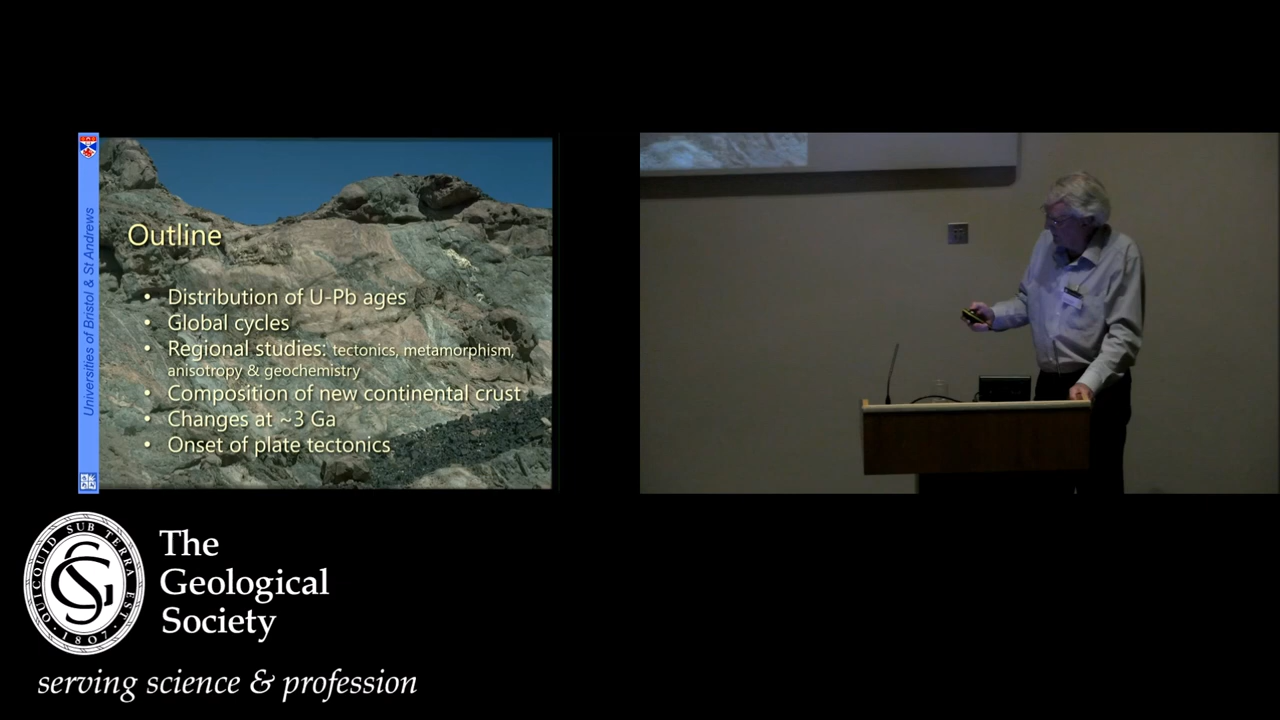 Universities of Bristol & St Andrews
Outline
• Distribution of U-Pb ages
• Global cycles
• Regional studies: tectonics, metamorphism,
anisotropy & geochemistry
• Composition of new continental crust
• Changes at ~3 Ga
• Onset of plate tectonics
QUICQUID SUB TERRA EST
GS
·1807·
The
Geological
Society
serving science & profession